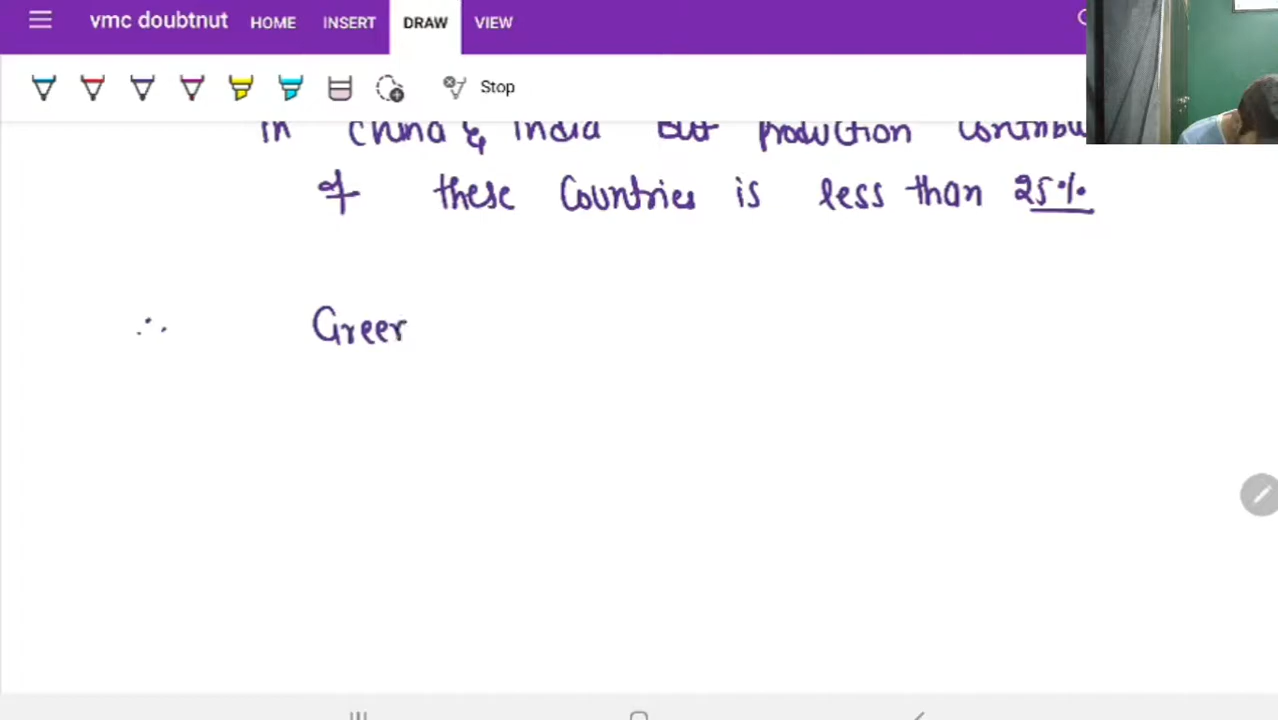 vmc doubtnut HOME INSERT DRAW VIEW
Stop
in China & India But Production Contribu
of these Countries is less than 25%
∴ Greer